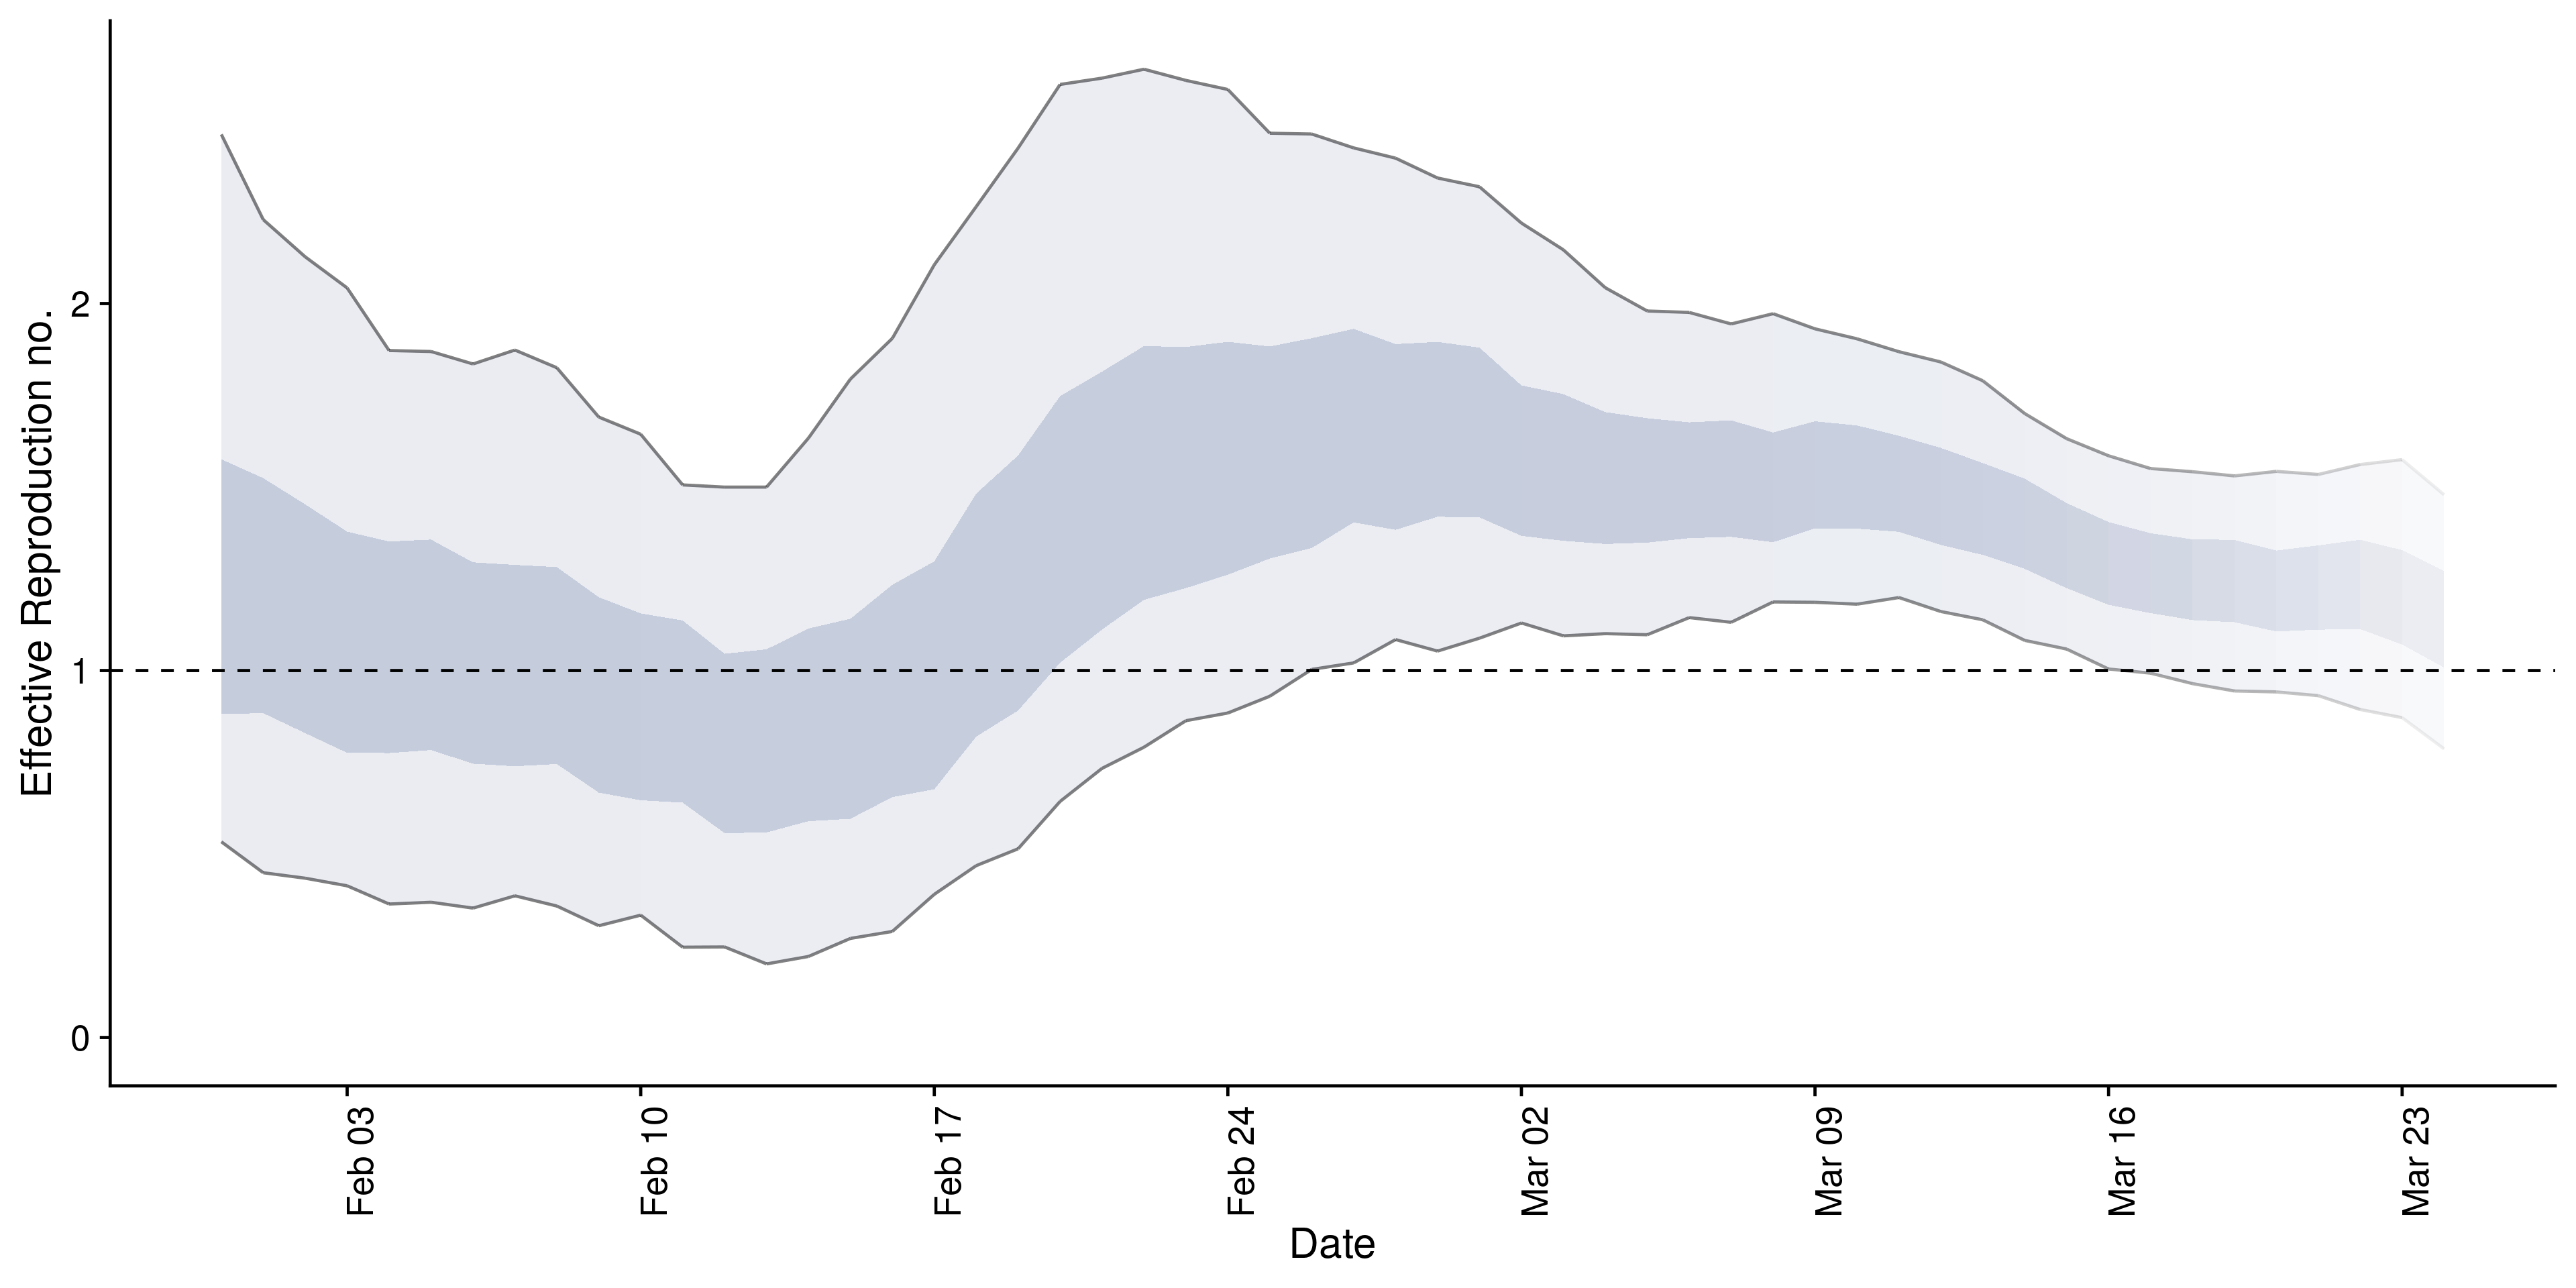 Effective Reproduction no.
2
1
0
Feb 03
Feb 10
Feb 17
Feb 24
Mar 02
Mar 09
Mar 16
Mar 23
Date